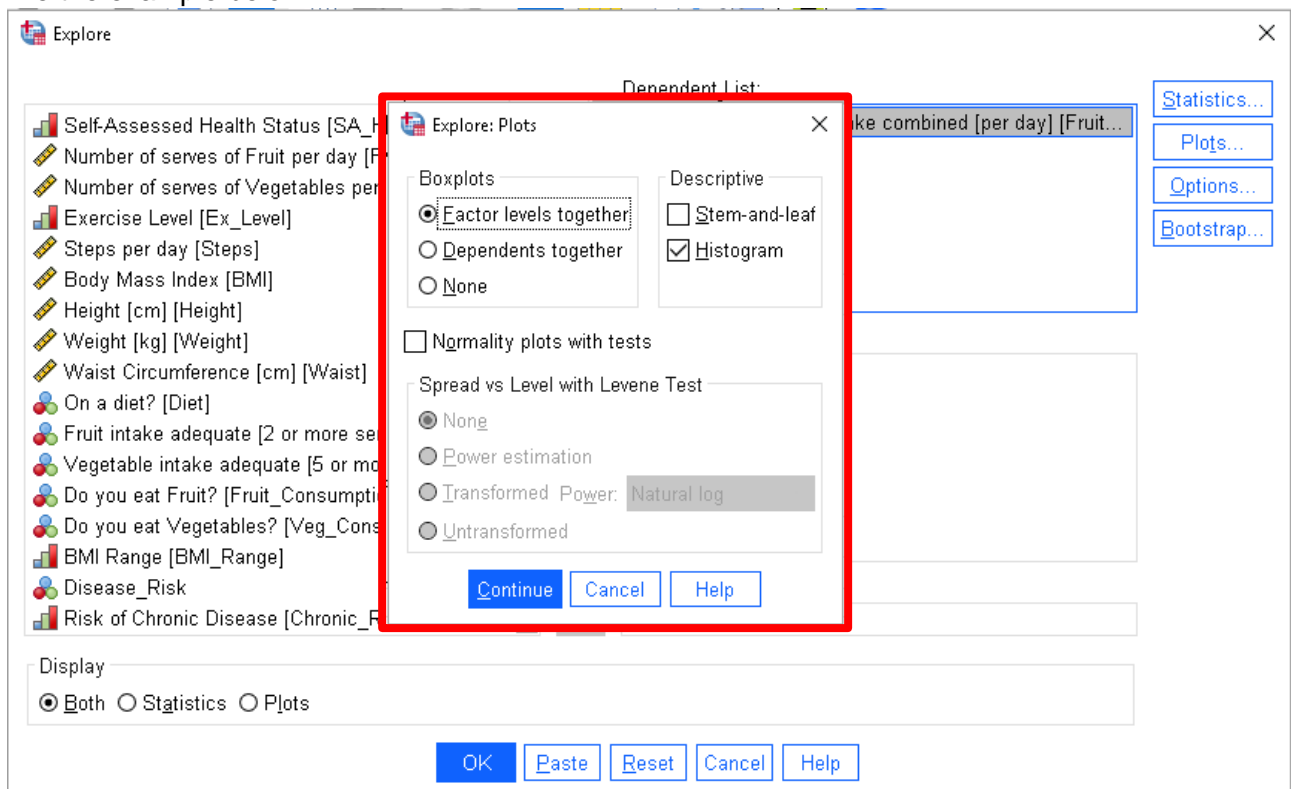 Explore
Dependent List:
Self-Assessed Health Status [SA_H
Number of serves of Fruit per day [F
Number of serves of Vegetables per
Exercise Level [Ex_Level]
Steps per day [Steps]
Body Mass Index [BMI]
Height [cm] [Height]
Weight [kg] [Weight]
Waist Circumference [cm] [Waist]
On a diet? [Diet]
Fruit intake adequate [2 or more ser
Vegetable intake adequate [5 or mo
Do you eat Fruit? [Fruit_Consumpti
Do you eat Vegetables? [Veg_Cons
BMI Range [BMI_Range]
Disease_Risk
Risk of Chronic Disease [Chronic_R
Explore: Plots
Boxplots
Factor levels together
Dependents together
None
Descriptive
Stem-and-leaf
Histogram
Normality plots with tests
Spread vs Level with Levene Test
None
Power estimation
Transformed Power: Natural log
Untransformed
Continue Cancel Help
ke combined [per day] [Fruit...
Statistics...
Plots...
Options...
Bootstrap...
Display
Both Statistics Plots
OK Paste Reset Cancel Help